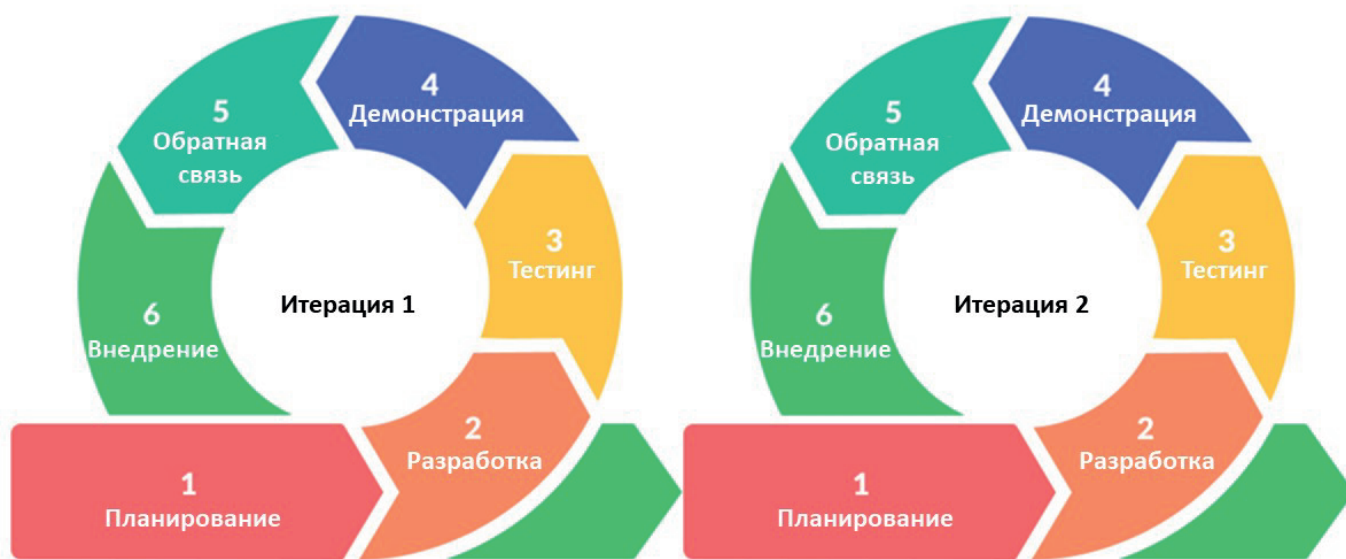 1
Планирование
2
Разработка
3
Тестинг
4
Демонстрация
5
Обратная
связь
6
Внедрение
Итерация 1
1
Планирование
2
Разработка
3
Тестинг
4
Демонстрация
5
Обратная
связь
6
Внедрение
Итерация 2